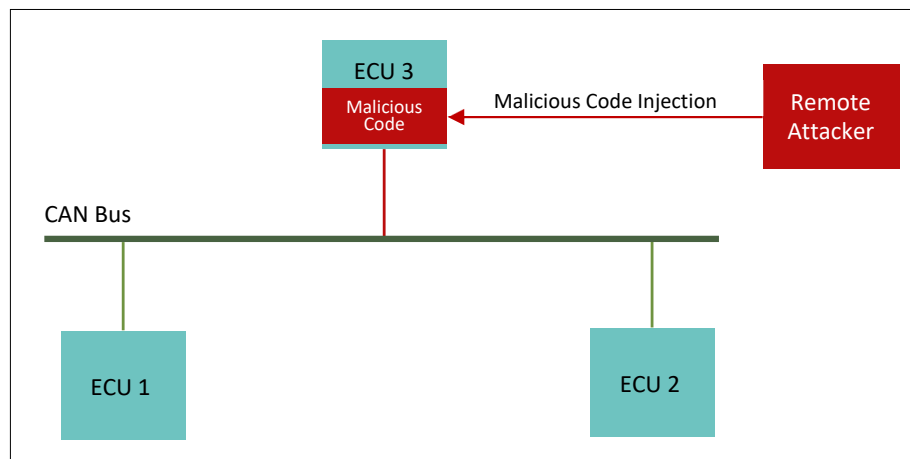 ECU 3
Malicious
Code
Malicious Code Injection
Remote
Attacker
CAN Bus
ECU 1
ECU 2